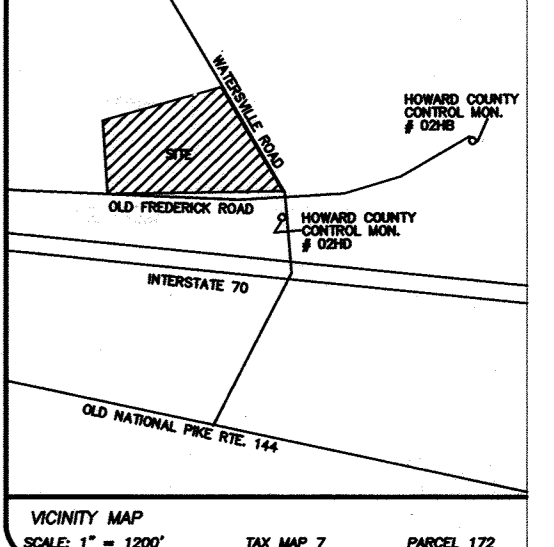 WATERSVILLE ROAD
HOWARD COUNTY
CONTROL MON.
# 02HB
SITE
OLD FREDERICK ROAD
HOWARD COUNTY
CONTROL MON.
# 02HD
INTERSTATE 70
OLD NATIONAL PIKE RTE. 144
VICINITY MAP
SCALE: 1" = 1200' TAX MAP 7 PARCEL 172